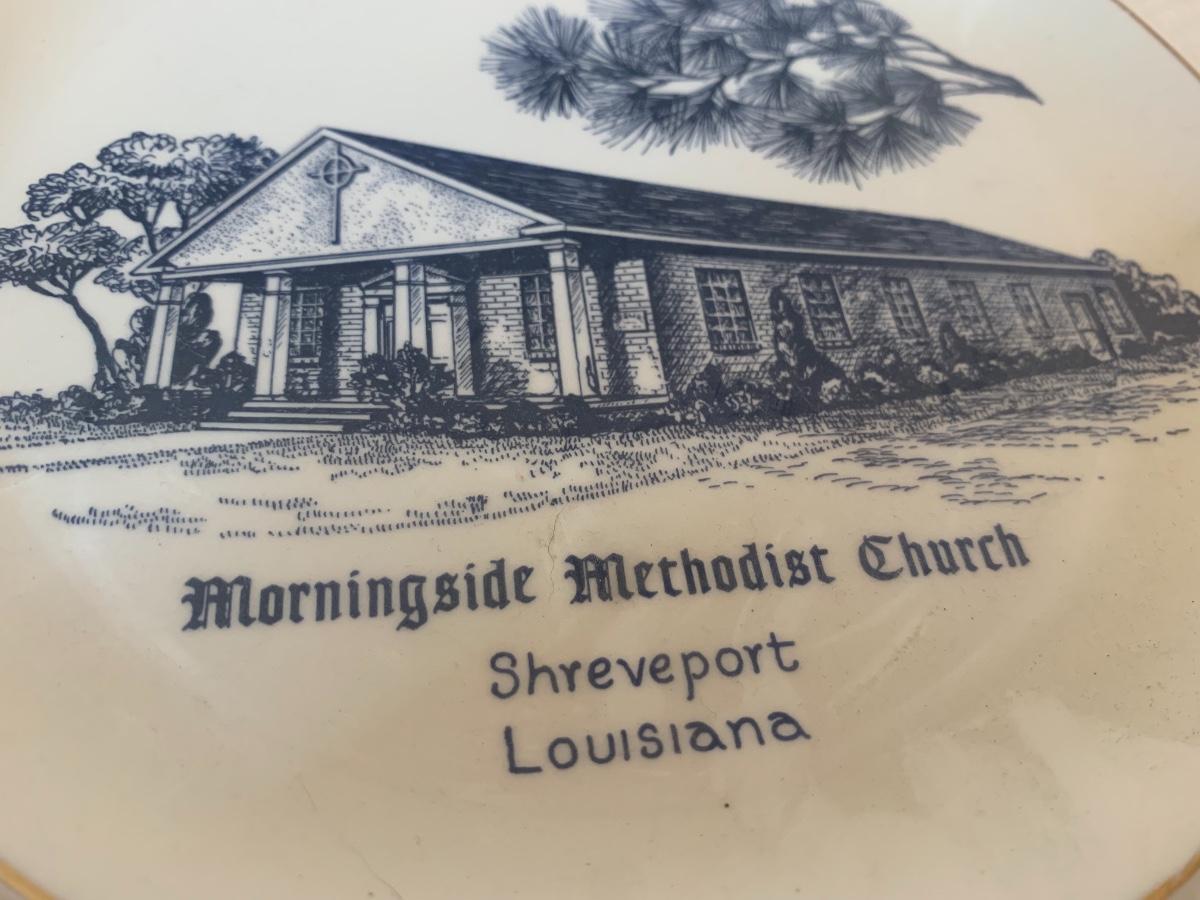 Morningside Methodist Church
Shreveport
Louisiana